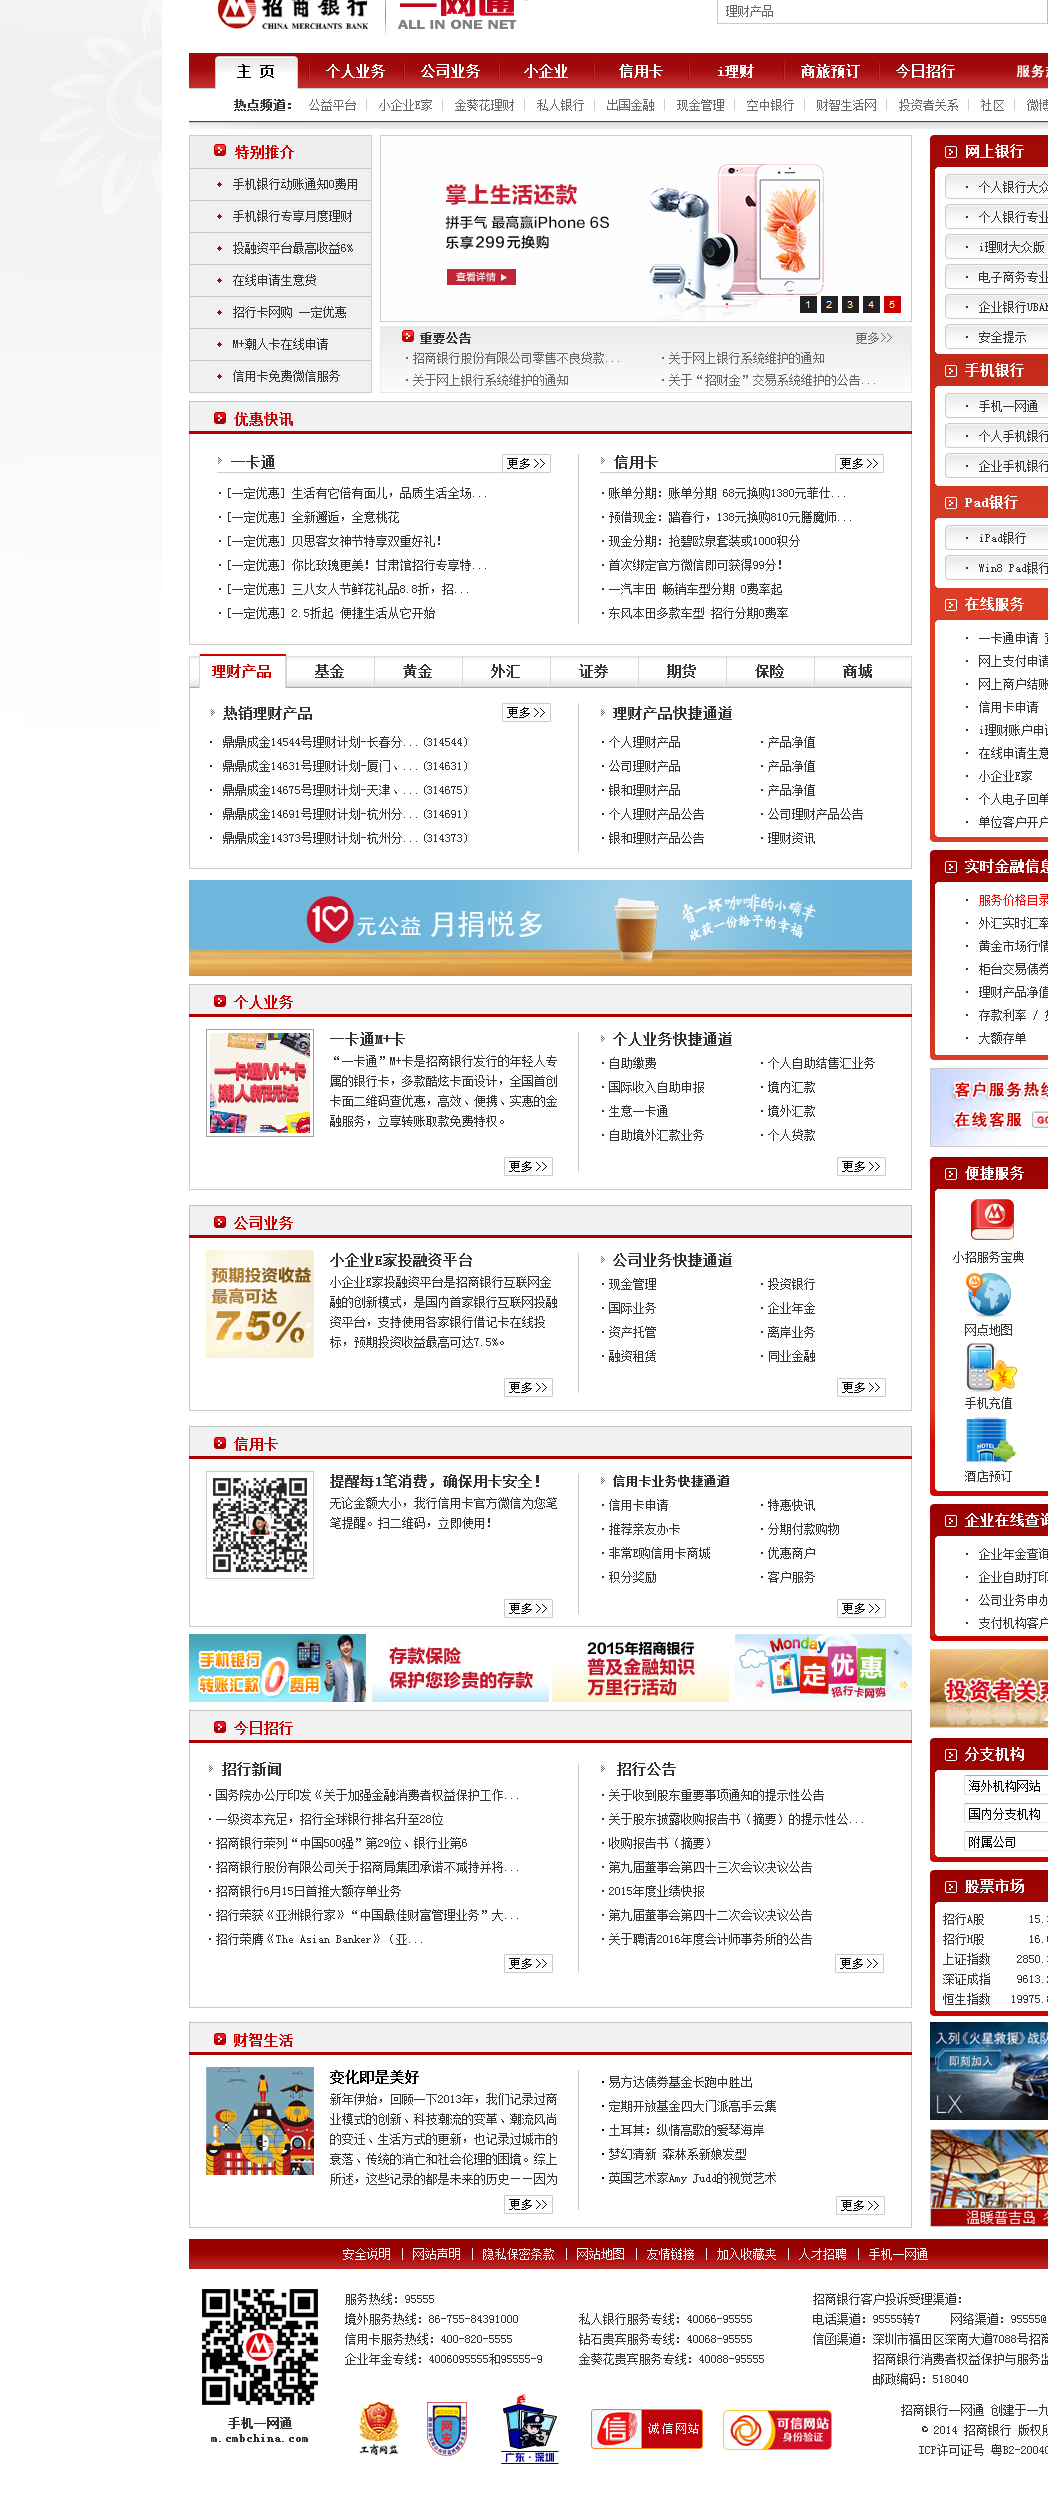 招商银行
CHINA MERCHANTS BANK
一网通
ALL IN ONE NET
理财产品
主 页 个人业务 公司业务 小企业 信用卡 i理财 商旅预订 今日招行
热点频道： 公益平台 小企业E家 金葵花理财 私人银行 出国金融 现金管理 空中银行 财智生活网 投资者关系 社区
特别推介
手机银行动账通知0费用
手机银行专享月度理财
投融资平台最高收益6%
在线申请生意贷
招行卡网购 一定优惠
M+潮人卡在线申请
信用卡免费微信服务
掌上生活还款
拼手气 最高赢iPhone 6S
乐享299元换购
查看详情
1 2 3 4 5
重要公告 更多>>
·招商银行股份有限公司零售不良贷款...
·关于网上银行系统维护的通知
·关于网上银行系统维护的通知
·关于“招财金”交易系统维护的公告...
优惠快讯
一卡通 更多>>
·[一定优惠] 生活有它倍有面儿，品质生活全场...
·[一定优惠] 全新邂逅，全意桃花
·[一定优惠] 贝思客女神节特享双重好礼！
·[一定优惠] 你比玫瑰更美！甘肃馆招行专享特...
·[一定优惠] 三八女人节鲜花礼品8.8折，招...
·[一定优惠] 2.5折起 便捷生活从它开始
信用卡 更多>>
·账单分期：账单分期 68元换购1380元菲仕...
·预借现金：踏春行，138元换购810元膳魔师...
·现金分期：抢碧欧泉套装或1000积分
·首次绑定官方微信即可获得99分！
·一汽丰田 畅销车型分期 0费率起
·东风本田多款车型 招行分期0费率
理财产品 基金 黄金 外汇 证券 期货 保险 商城
热销理财产品 更多>>
· 鼎鼎成金14544号理财计划-长春分...(314544)
· 鼎鼎成金14631号理财计划-厦门、...(314631)
· 鼎鼎成金14675号理财计划-天津、...(314675)
· 鼎鼎成金14691号理财计划-杭州分...(314691)
· 鼎鼎成金14373号理财计划-杭州分...(314373)
理财产品快捷通道
·个人理财产品 ·产品净值
·公司理财产品 ·产品净值
·银和理财产品 ·产品净值
·个人理财产品公告 ·公司理财产品公告
·银和理财产品公告 ·理财资讯
10元公益 月捐悦多
省一杯咖啡的小确幸
收获一份给予的幸福
个人业务
一卡通M+卡
潮人新玩法
一卡通M+卡
“一卡通”M+卡是招商银行发行的年轻人专
属的银行卡，多款酷炫卡面设计，全国首创
卡面二维码查优惠，高效、便携、实惠的金
融服务，立享转账取款免费特权。
更多>>
个人业务快捷通道
·自助缴费 ·个人自助结售汇业务
·国际收入自助申报 ·境内汇款
·生意一卡通 ·境外汇款
·自助境外汇款业务 ·个人贷款
更多>>
公司业务
预期投资收益
最高可达
7.5%
小企业E家投融资平台
小企业E家投融资平台是招商银行互联网金
融的创新模式，是国内首家银行互联网投融
资平台，支持使用各家银行借记卡在线投
标，预期投资收益最高可达7.5%。
更多>>
公司业务快捷通道
·现金管理 ·投资银行
·国际业务 ·企业年金
·资产托管 ·离岸业务
·融资租赁 ·同业金融
更多>>
信用卡
提醒每1笔消费，确保用卡安全！
无论金额大小，我行信用卡官方微信为您笔
笔提醒。扫二维码，立即使用！
更多>>
信用卡业务快捷通道
·信用卡申请 ·特惠快讯
·推荐亲友办卡 ·分期付款购物
·非常E购信用卡商城 ·优惠商户
·积分奖励 ·客户服务
更多>>
手机银行
转账汇款0费用
存款保险
保护您珍贵的存款
2015年招商银行
普及金融知识
万里行活动
Monday
星期1定优惠
招行卡网购
今日招行
招行新闻
·国务院办公厅印发《关于加强金融消费者权益保护工作...
·一级资本充足，招行全球银行排名升至28位
·招商银行荣列“中国500强”第29位、银行业第6
·招商银行股份有限公司关于招商局集团承诺不减持并将...
·招商银行6月15日首推大额存单业务
·招行荣获《亚洲银行家》“中国最佳财富管理业务”大...
·招行荣膺《The Asian Banker》（亚...
更多>>
招行公告
·关于收到股东重要事项通知的提示性公告
·关于股东披露收购报告书（摘要）的提示性公...
·收购报告书（摘要）
·第九届董事会第四十三次会议决议公告
·2015年度业绩快报
·第九届董事会第四十二次会议决议公告
·关于聘请2016年度会计师事务所的公告
更多>>
财智生活
变化即是美好
新年伊始，回顾一下2013年，我们记录过商
业模式的创新、科技潮流的变革、潮流风尚
的变迁、生活方式的更新，也记录过城市的
衰落、传统的消亡和社会伦理的困境。综上
所述，这些记录的都是未来的历史——因为
更多>>
·易方达债券基金长跑中胜出
·定期开放基金四大门派高手云集
·土耳其：纵情高歌的爱琴海岸
·梦幻清新 森林系新娘发型
·英国艺术家Amy Judd的视觉艺术
更多>>
网上银行
· 个人银行大众
· 个人银行专业
· i理财大众版
· 电子商务专业
· 企业银行UBAN
· 安全提示
手机银行
· 手机一网通
· 个人手机银行
· 企业手机银行
Pad银行
· iPad银行
· Win8 Pad银行
在线服务
· 一卡通申请
· 网上支付申请
· 网上商户结账
· 信用卡申请
· i理财账户申请
· 在线申请生意
· 小企业E家
· 个人电子回单
· 单位客户开户
实时金融信息
· 服务价格目录
· 外汇实时汇率
· 黄金市场行情
· 柜台交易债券
· 理财产品净值
· 存款利率 /
· 大额存单
客户服务热线
在线客服 GO
便捷服务
小招服务宝典
网点地图
手机充值
HOTEL
酒店预订
企业在线查询
· 企业年金查询
· 企业自助打印
· 公司业务申办
· 支付机构客户
投资者关系
分支机构
海外机构网站
国内分支机构
附属公司
股票市场
招行A股 15.
招行H股 16.
上证指数 2850.
深证成指 9613.
恒生指数 19975.
入列《火星救援》战队
即刻加入
LX
温暖普吉岛
安全说明 | 网站声明 | 隐私保密条款 | 网站地图 | 友情链接 | 加入收藏夹 | 人才招聘 | 手机一网通
手机一网通
m.cmbchina.com
服务热线：95555
境外服务热线：86-755-84391000
信用卡服务热线：400-820-5555
企业年金专线：4006095555和95555-9
私人银行服务专线：40066-95555
钻石贵宾服务专线：40068-95555
金葵花贵宾服务专线：40088-95555
招商银行客户投诉受理渠道：
电话渠道：95555转7 网络渠道：95555@
信函渠道：深圳市福田区深南大道7088号招商
招商银行消费者权益保护与服务监
邮政编码：518040
工商网监
网安
广东·深圳
信 诚信网站
可信网站
身份验证
招商银行一网通 创建于一九
© 2014 招商银行 版权所
ICP许可证号 粤B2-20040